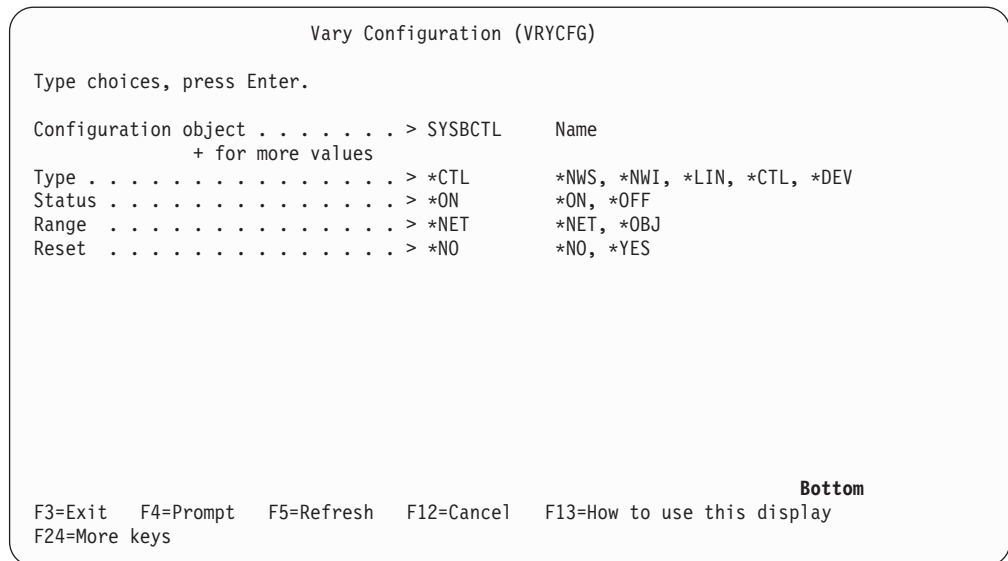 Vary Configuration (VRYCFG)
Type choices, press Enter.
Configuration object . . . . . . . > SYSBCTL Name
+ for more values
Type . . . . . . . . . . . . . . . > *CTL *NWS, *NWI, *LIN, *CTL, *DEV
Status . . . . . . . . . . . . . . > *ON *ON, *OFF
Range . . . . . . . . . . . . . . > *NET *NET, *OBJ
Reset . . . . . . . . . . . . . . > *NO *NO, *YES
Bottom
F3=Exit F4=Prompt F5=Refresh F12=Cancel F13=How to use this display
F24=More keys